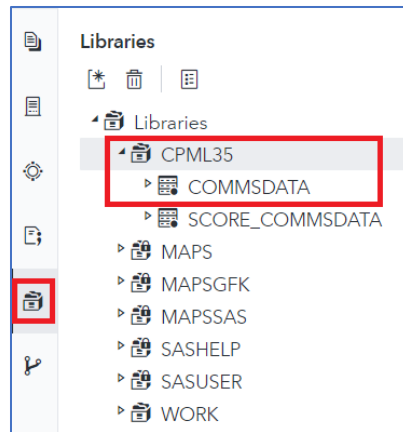 Libraries
Libraries
CPML35
COMMSDATA
SCORE_COMMSDATA
MAPS
MAPSGFK
MAPSSAS
SASHELP
SASUSER
WORK